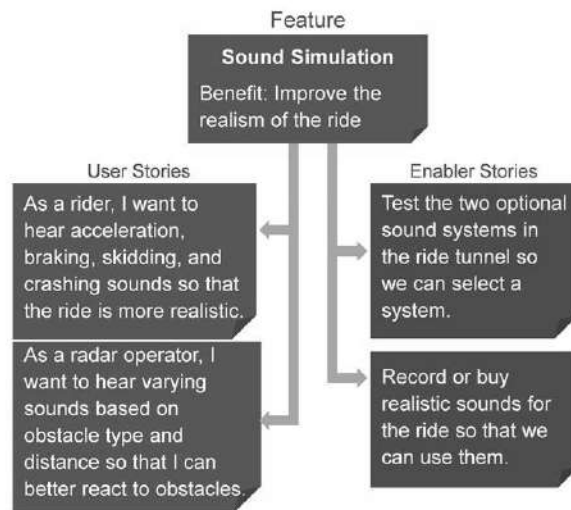 Feature
Sound Simulation
Benefit: Improve the
realism of the ride
User Stories
As a rider, I want to
hear acceleration,
braking, skidding, and
crashing sounds so that
the ride is more realistic.
As a radar operator, I
want to hear varying
sounds based on
obstacle type and
distance so that I can
better react to obstacles.
Enabler Stories
Test the two optional
sound systems in
the ride tunnel so
we can select a
system.
Record or buy
realistic sounds for
the ride so that we
can use them.